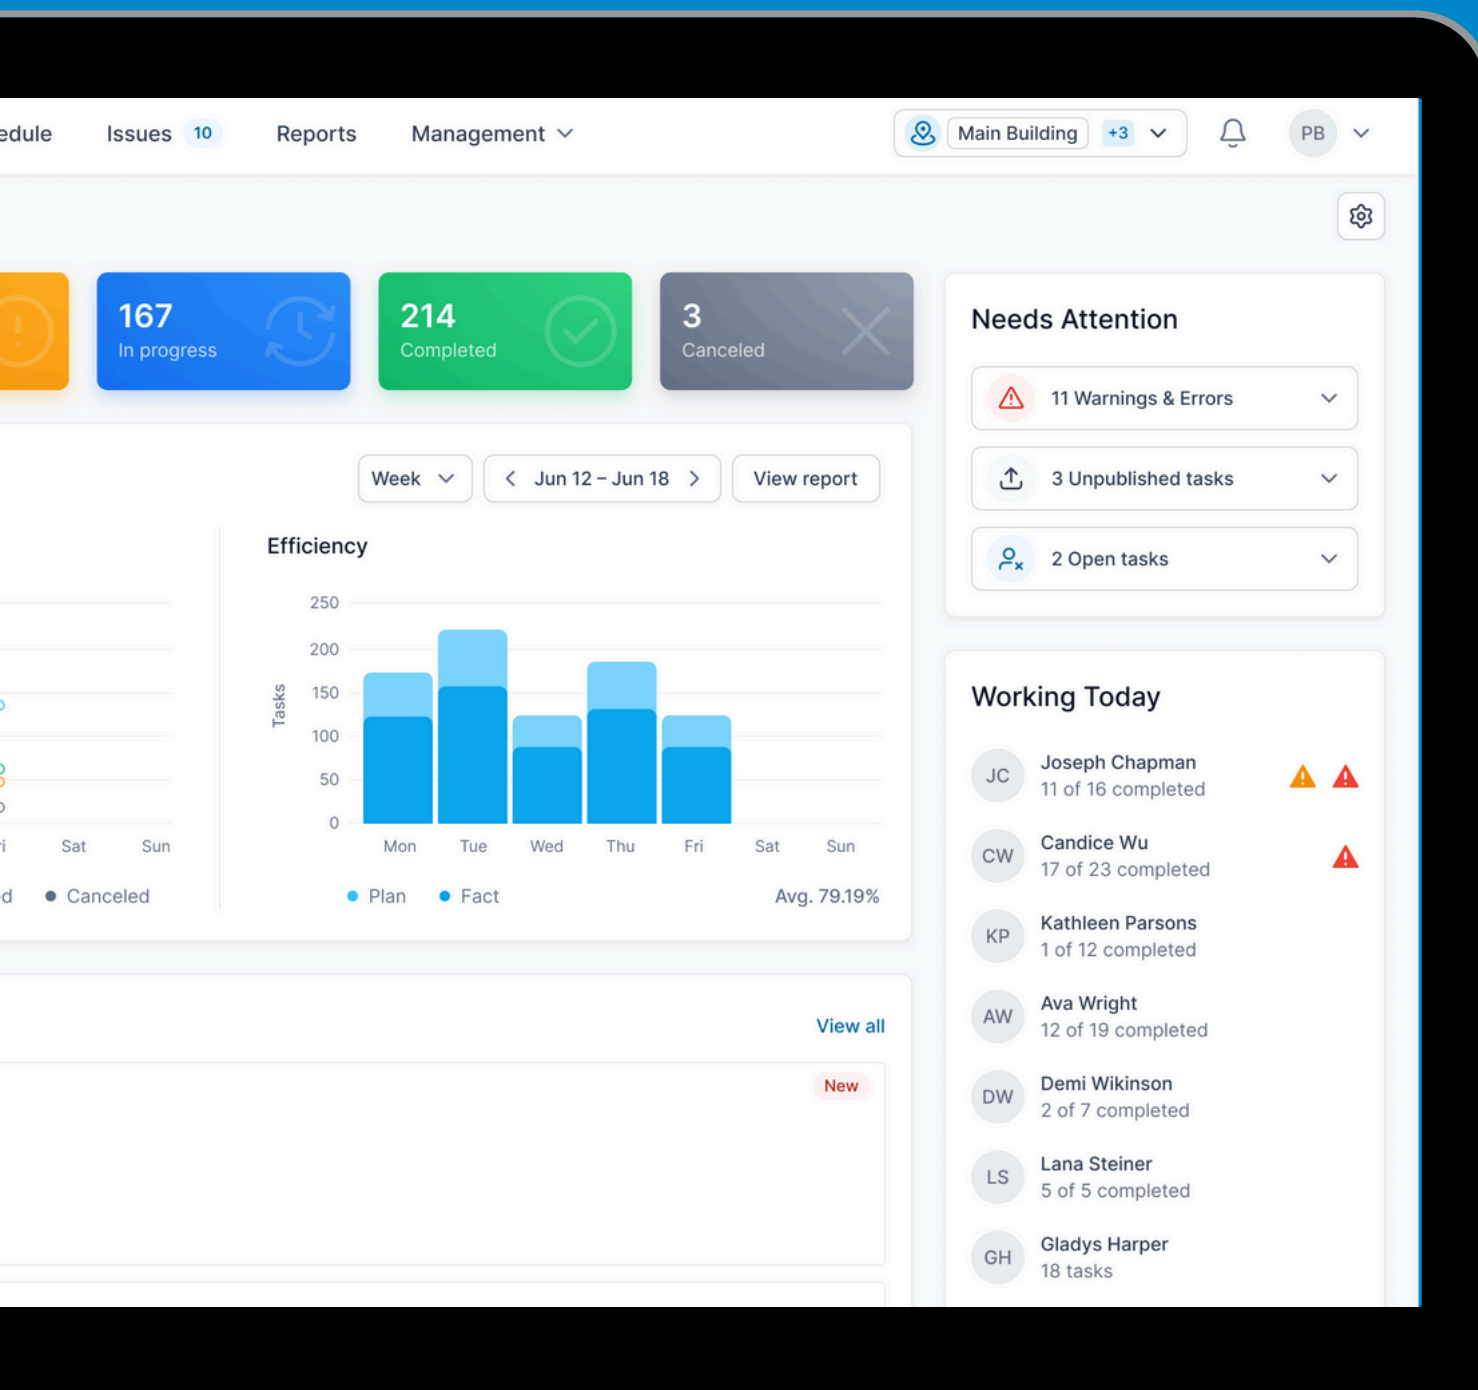 edule Issues 10 Reports Management Main Building +3 PB
167
In progress
214
Completed
3
Canceled
Needs Attention
11 Warnings & Errors
3 Unpublished tasks
2 Open tasks
Week Jun 12 – Jun 18 View report
Efficiency
250
200
150
100
50
0
Tasks
Mon Tue Wed Thu Fri Sat Sun
Plan Fact Avg. 79.19%
ri Sat Sun
d Canceled
View all
New
Working Today
JC Joseph Chapman
11 of 16 completed
CW Candice Wu
17 of 23 completed
KP Kathleen Parsons
1 of 12 completed
AW Ava Wright
12 of 19 completed
DW Demi Wikinson
2 of 7 completed
LS Lana Steiner
5 of 5 completed
GH Gladys Harper
18 tasks